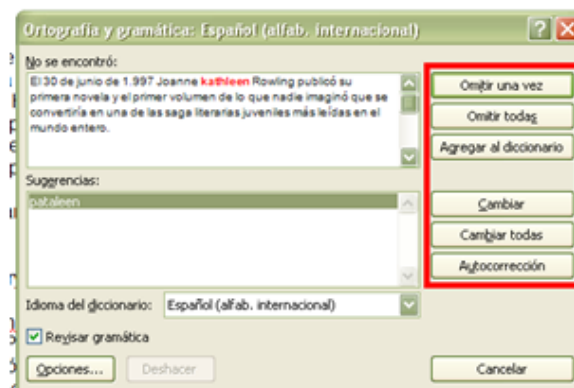 Ortografía y gramática: Español (alfab. internacional)
No se encontró:
El 30 de junio de 1.997 Joanne kathleen Rowling publicó su
primera novela y el primer volumen de lo que nadie imaginó que se
convertiría en una de las saga literarias juveniles más leídas en el
mundo entero.
Omitir una vez
Omitir todas
Agregar al diccionario
Sugerencias:
pataleen
Cambiar
Cambiar todas
Autocorrección
Idioma del diccionario: Español (alfab. internacional)
Revisar gramática
Opciones... Deshacer Cancelar